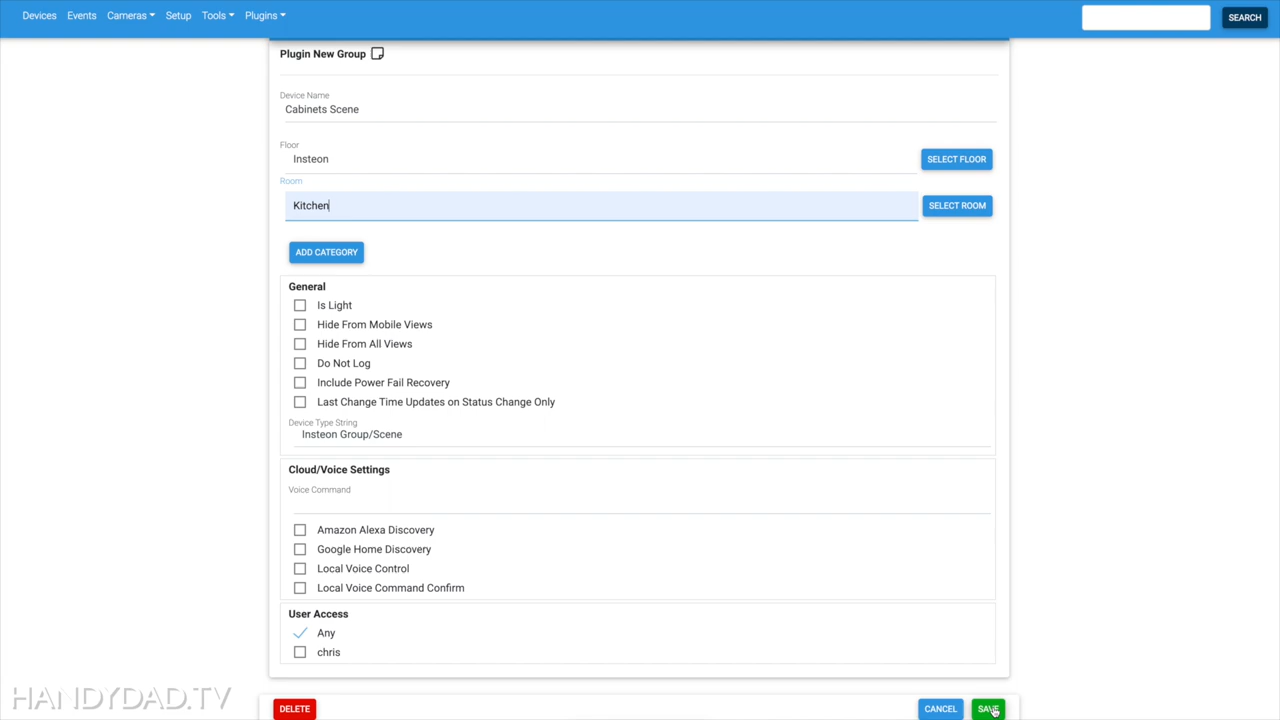 Devices Events Cameras Setup Tools Plugins SEARCH
Plugin New Group
Device Name
Cabinets Scene
Floor
Insteon SELECT FLOOR
Room
Kitchen SELECT ROOM
ADD CATEGORY
General
Is Light
Hide From Mobile Views
Hide From All Views
Do Not Log
Include Power Fail Recovery
Last Change Time Updates on Status Change Only
Device Type String
Insteon Group/Scene
Cloud/Voice Settings
Voice Command
Amazon Alexa Discovery
Google Home Discovery
Local Voice Control
Local Voice Command Confirm
User Access
Any
chris
HANDYDAD.TV
DELETE CANCEL SAVE